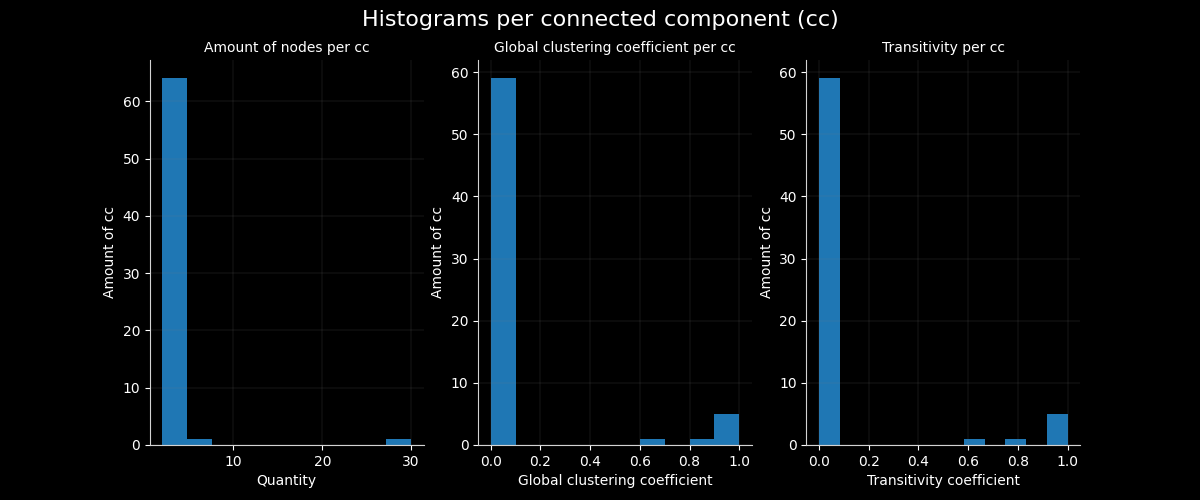 Histograms per connected component (cc)
Amount of nodes per cc
Amount of cc
60
50
40
30
20
10
0
10 20 30
Quantity
Global clustering coefficient per cc
Amount of cc
60
50
40
30
20
10
0
0.0 0.2 0.4 0.6 0.8 1.0
Global clustering coefficient
Transitivity per cc
Amount of cc
60
50
40
30
20
10
0
0.0 0.2 0.4 0.6 0.8 1.0
Transitivity coefficient